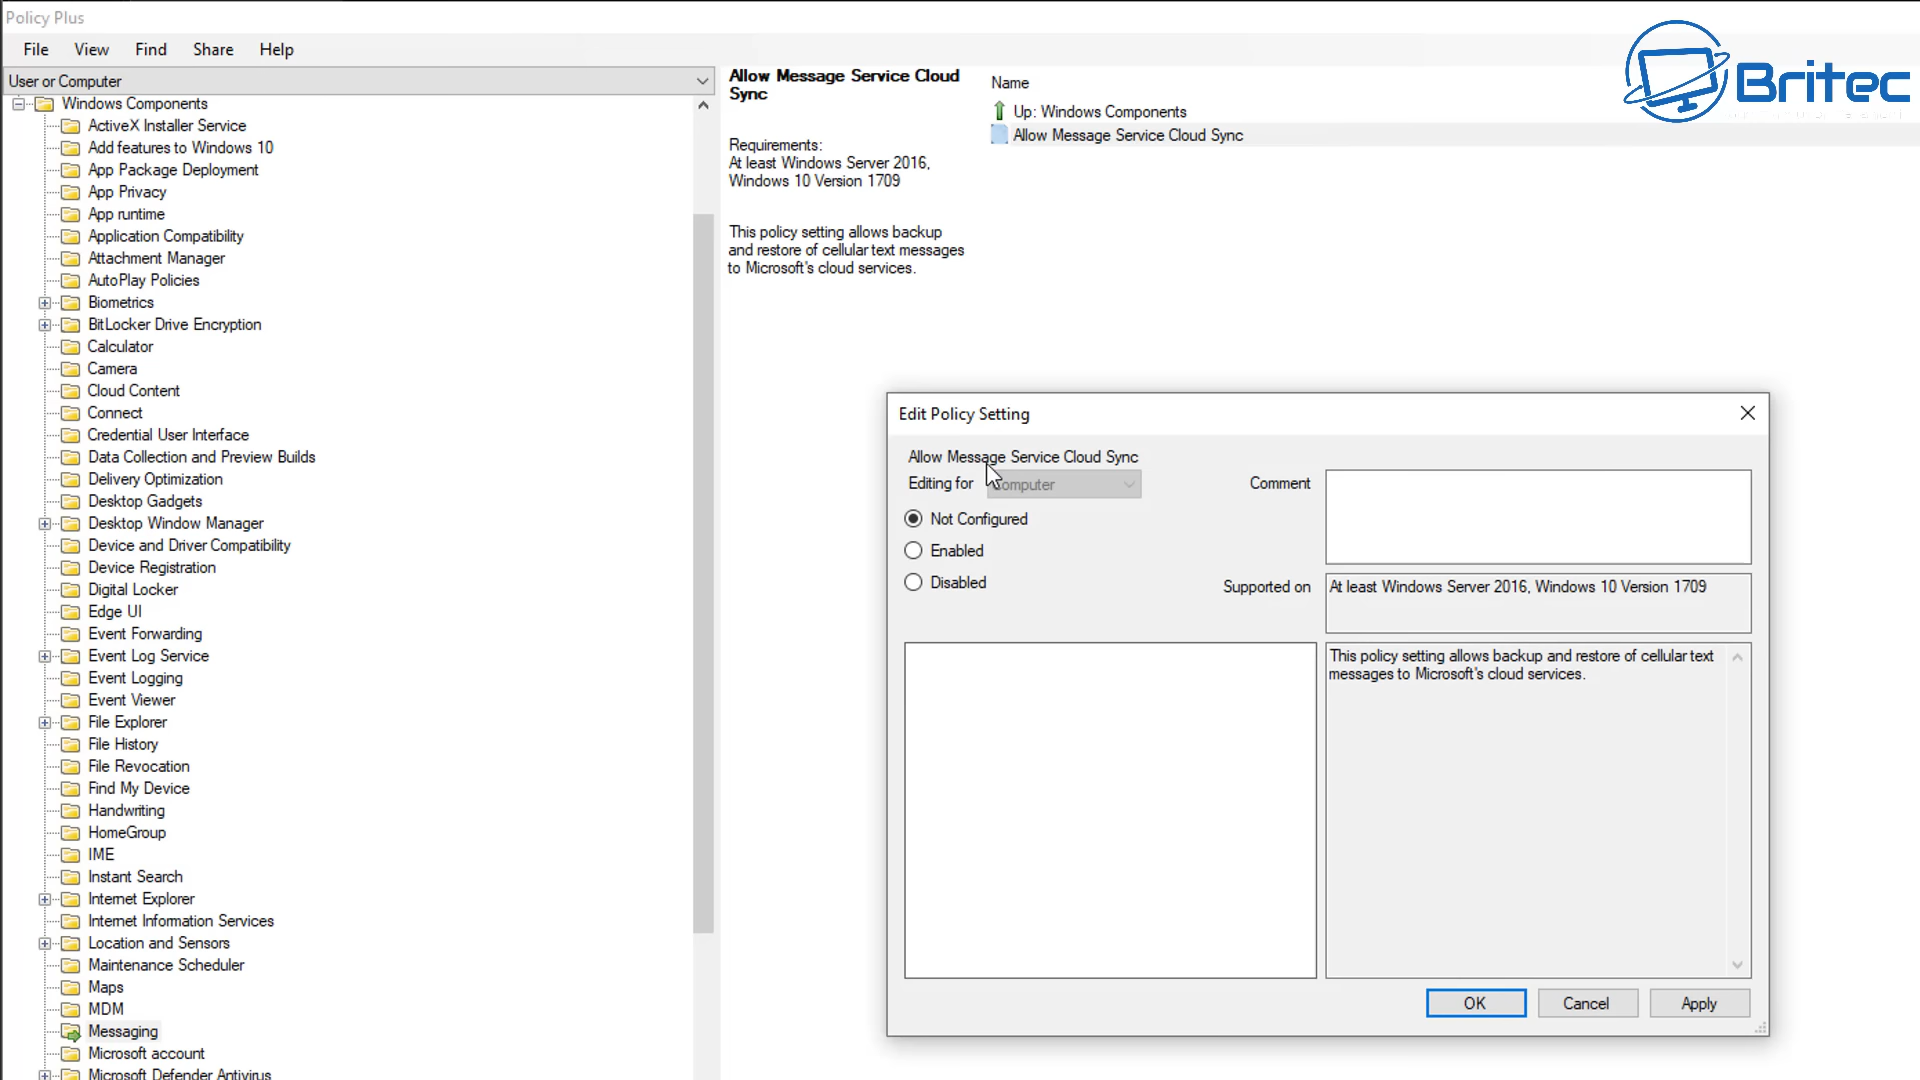 Policy Plus
File View Find Share Help
User or Computer
Windows Components
ActiveX Installer Service
Add features to Windows 10
App Package Deployment
App Privacy
App runtime
Application Compatibility
Attachment Manager
AutoPlay Policies
Biometrics
BitLocker Drive Encryption
Calculator
Camera
Cloud Content
Connect
Credential User Interface
Data Collection and Preview Builds
Delivery Optimization
Desktop Gadgets
Desktop Window Manager
Device and Driver Compatibility
Device Registration
Digital Locker
Edge UI
Event Forwarding
Event Log Service
Event Logging
Event Viewer
File Explorer
File History
File Revocation
Find My Device
Handwriting
HomeGroup
IME
Instant Search
Internet Explorer
Internet Information Services
Location and Sensors
Maintenance Scheduler
Maps
MDM
Messaging
Microsoft account
Microsoft Defender Antivirus
Allow Message Service Cloud
Sync
Requirements:
At least Windows Server 2016,
Windows 10 Version 1709
This policy setting allows backup
and restore of cellular text messages
to Microsoft's cloud services.
Name
Up: Windows Components
Allow Message Service Cloud Sync
Britec
Edit Policy Setting
Allow Message Service Cloud Sync
Editing for Computer
Not Configured
Enabled
Disabled
Comment
Supported on
At least Windows Server 2016, Windows 10 Version 1709
This policy setting allows backup and restore of cellular text
messages to Microsoft's cloud services.
OK Cancel Apply